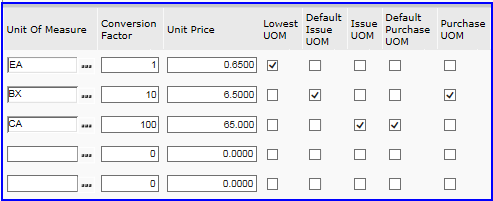 Unit Of Measure Conversion Factor Unit Price Lowest UOM Default Issue UOM Issue UOM Default Purchase UOM Purchase UOM
EA 1 0.6500
BX 10 6.5000
CA 100 65.000
0 0.0000
0 0.0000